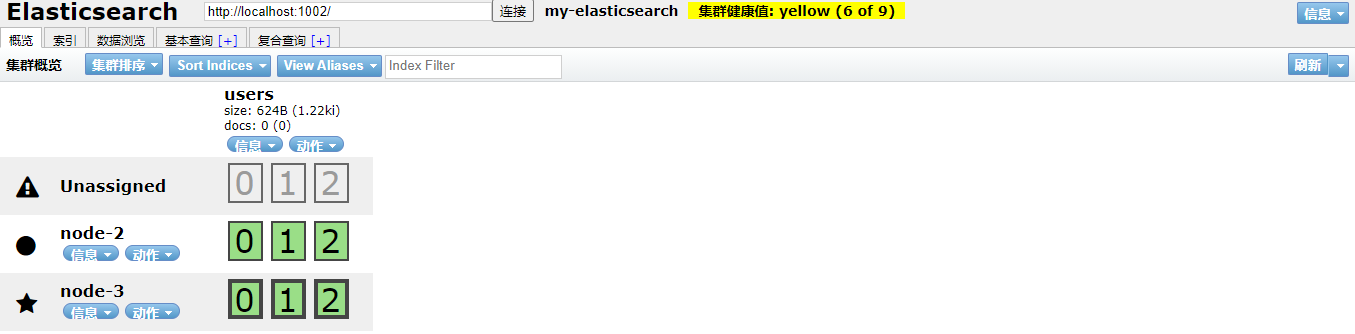 Elasticsearch http://localhost:1002/ 连接 my-elasticsearch 集群健康值: yellow (6 of 9) 信息
概览 索引 数据浏览 基本查询 [+] 复合查询 [+]
集群概览 集群排序 Sort Indices View Aliases Index Filter 刷新
users
size: 624B (1.22ki)
docs: 0 (0)
信息 动作
Unassigned 0 1 2
node-2 0 1 2
信息 动作
node-3 0 1 2
信息 动作